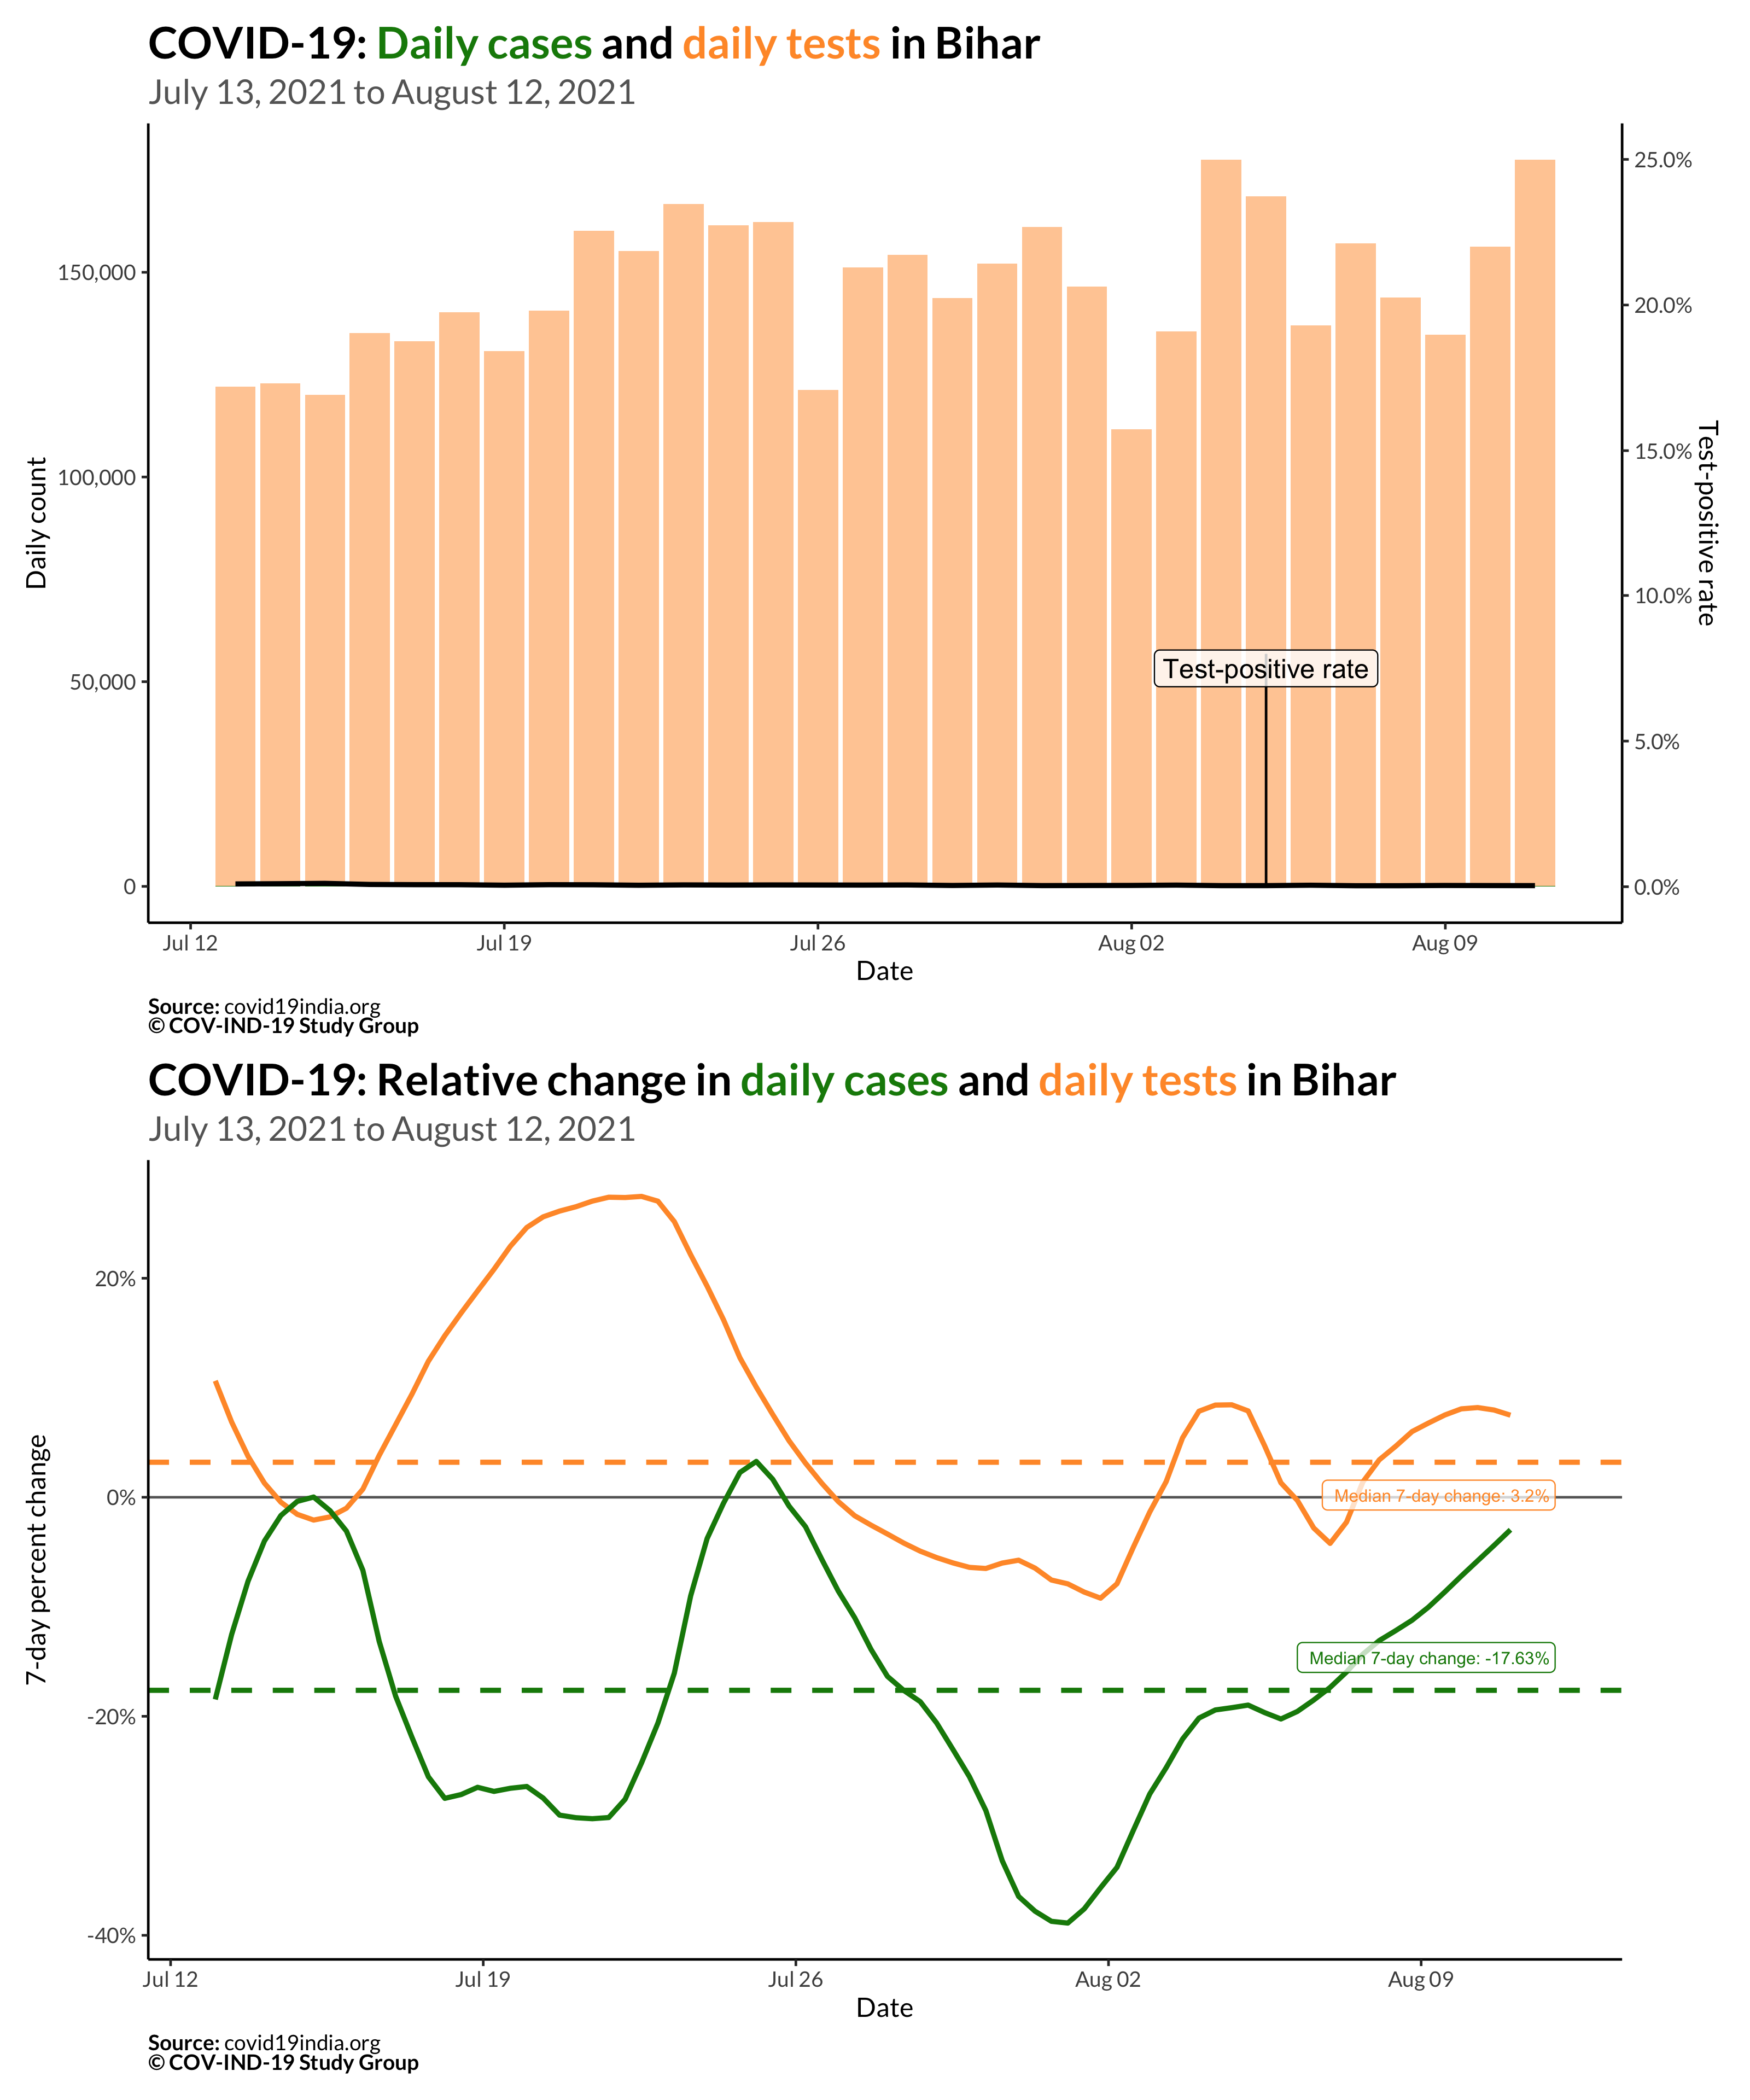 COVID-19: Daily cases and daily tests in Bihar
July 13, 2021 to August 12, 2021
Daily count
150,000
100,000
50,000
0
25.0%
20.0%
15.0%
10.0%
5.0%
0.0%
Test-positive rate
Test-positive rate
Jul 12
Jul 19
Jul 26
Aug 02
Aug 09
Date
Source: covid19india.org
© COV-IND-19 Study Group
COVID-19: Relative change in daily cases and daily tests in Bihar
July 13, 2021 to August 12, 2021
7-day percent change
20%
0%
-20%
-40%
Median 7-day change: 3.2%
Median 7-day change: -17.63%
Jul 12
Jul 19
Jul 26
Aug 02
Aug 09
Date
Source: covid19india.org
© COV-IND-19 Study Group